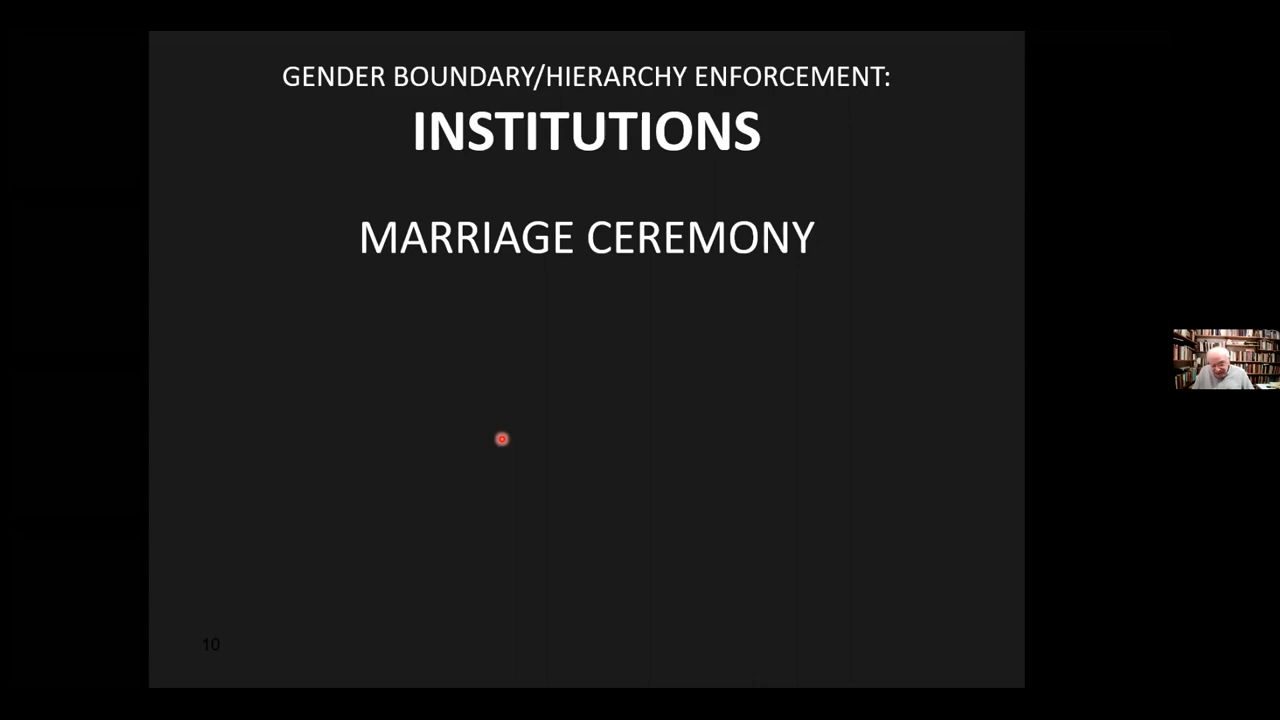 GENDER BOUNDARY/HIERARCHY ENFORCEMENT:
INSTITUTIONS
MARRIAGE CEREMONY
10